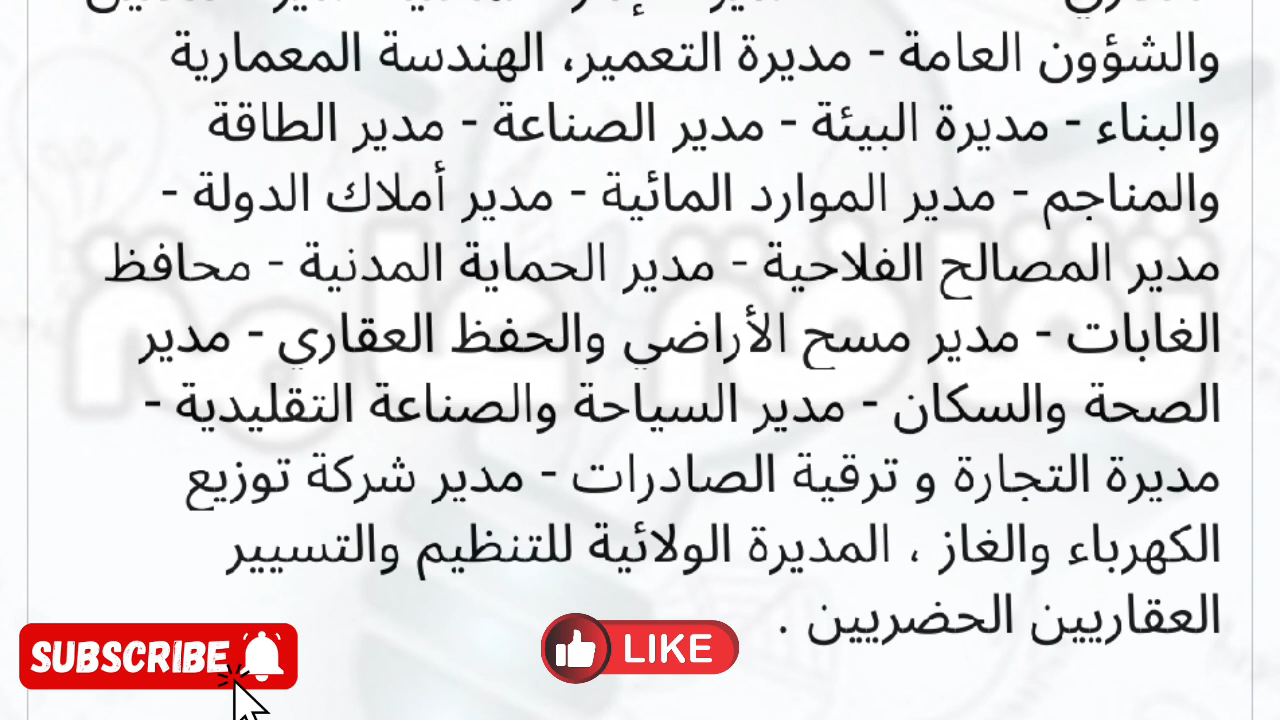 والشؤون العامة - مديرة التعمير، الهندسة المعمارية
والبناء - مديرة البيئة - مدير الصناعة - مدير الطاقة
والمناجم - مدير الموارد المائية - مدير أملاك الدولة -
مدير المصالح الفلاحية - مدير الحماية المدنية - محافظ
الغابات - مدير مسح الأراضي والحفظ العقاري - مدير
الصحة والسكان - مدير السياحة والصناعة التقليدية -
مديرة التجارة و ترقية الصادرات - مدير شركة توزيع
الكهرباء والغاز ، المديرة الولائية للتنظيم والتسيير
العقاريين الحضريين .
SUBSCRIBE
LIKE